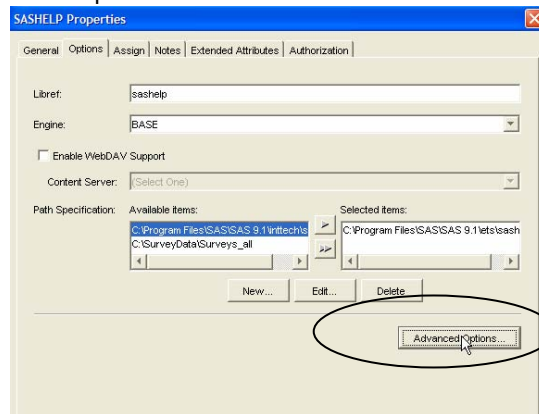 SASHELP Properties
General Options Assign Notes Extended Attributes Authorization
Libref: sashelp
Engine: BASE
Enable WebDAV Support
Content Server: (Select One)
Path Specification: Available items: Selected items:
C:\Program Files\SAS\SAS 9.1\inttech\s C:\Program Files\SAS\SAS 9.1\ets\sash
C:\SurveyData\Surveys_all
New... Edit... Delete
Advanced Options...